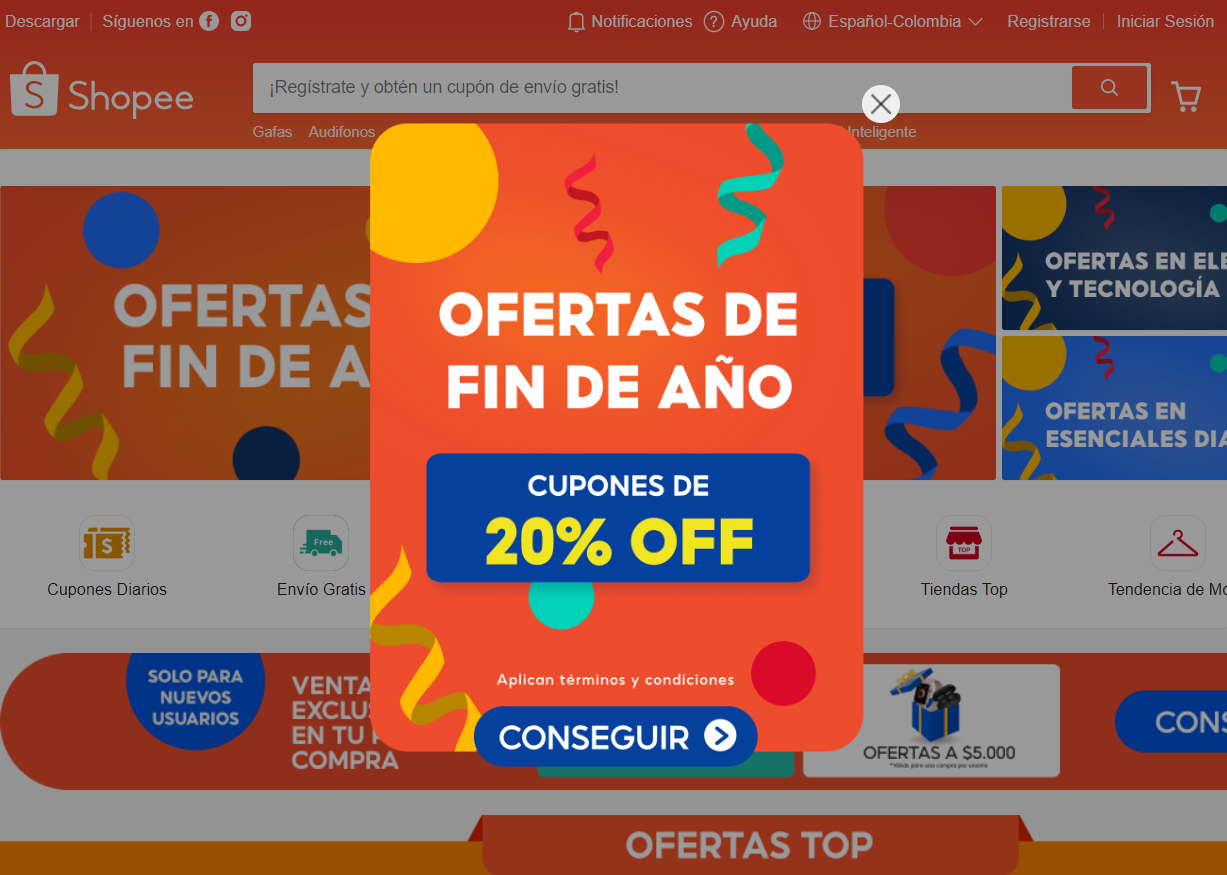 Descargar
Síguenos en
Notificaciones
Ayuda
Español-Colombia
Registrarse
Iniciar Sesión
S Shopee
¡Regístrate y obtén un cupón de envío gratis!
Gafas Audifonos
Inteligente
OFERTAS
FIN DE A
OFERTAS DE
FIN DE AÑO
CUPONES DE
20% OFF
Aplican términos y condiciones
CONSEGUIR
OFERTAS EN ELE
Y TECNOLOGÍA
OFERTAS EN
ESENCIALES DIA
$
Free
TOP
Cupones Diarios
Envío Gratis
Tiendas Top
Tendencia de Mo
SOLO PARA
NUEVOS
USUARIOS
VENTA
EXCLUS
EN TU P
COMPRA
OFERTAS A $5.000
*Válido para una compra por usuario
CONS
OFERTAS TOP